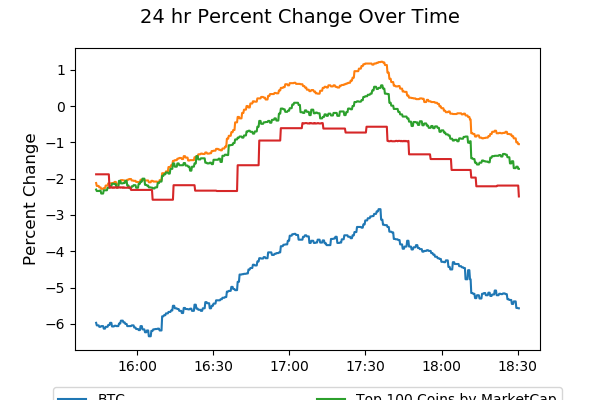 24 hr Percent Change Over Time
Percent Change
1
0
−1
−2
−3
−4
−5
−6
16:00 16:30 17:00 17:30 18:00 18:30
BTC Top 100 Coins by MarketCap